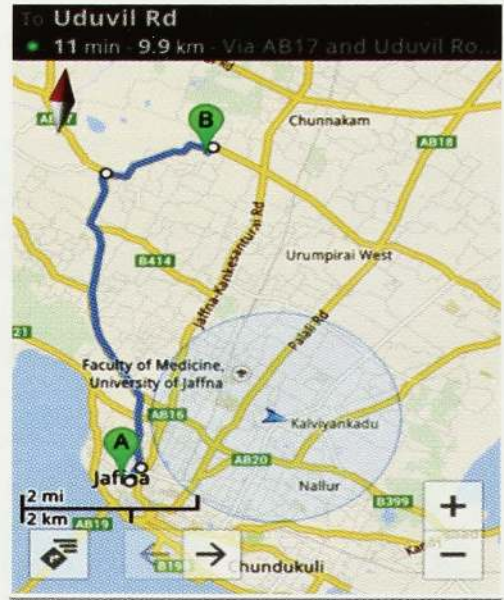 To Uduvil Rd
11 min - 9.9 km - Via AB17 and Uduvil Ro...
Rd
B
Chunnakam
AB18
Urumpirai West
B414
Jaffna-Kankesanturai Rd
Palali Rd
21
Faculty of Medicine,
University of Jaffna
AB16
Kalviyankadu
A
Jaffna
AB20
Nallur
2 mi
B399
2 km
AB19
Chundukuli